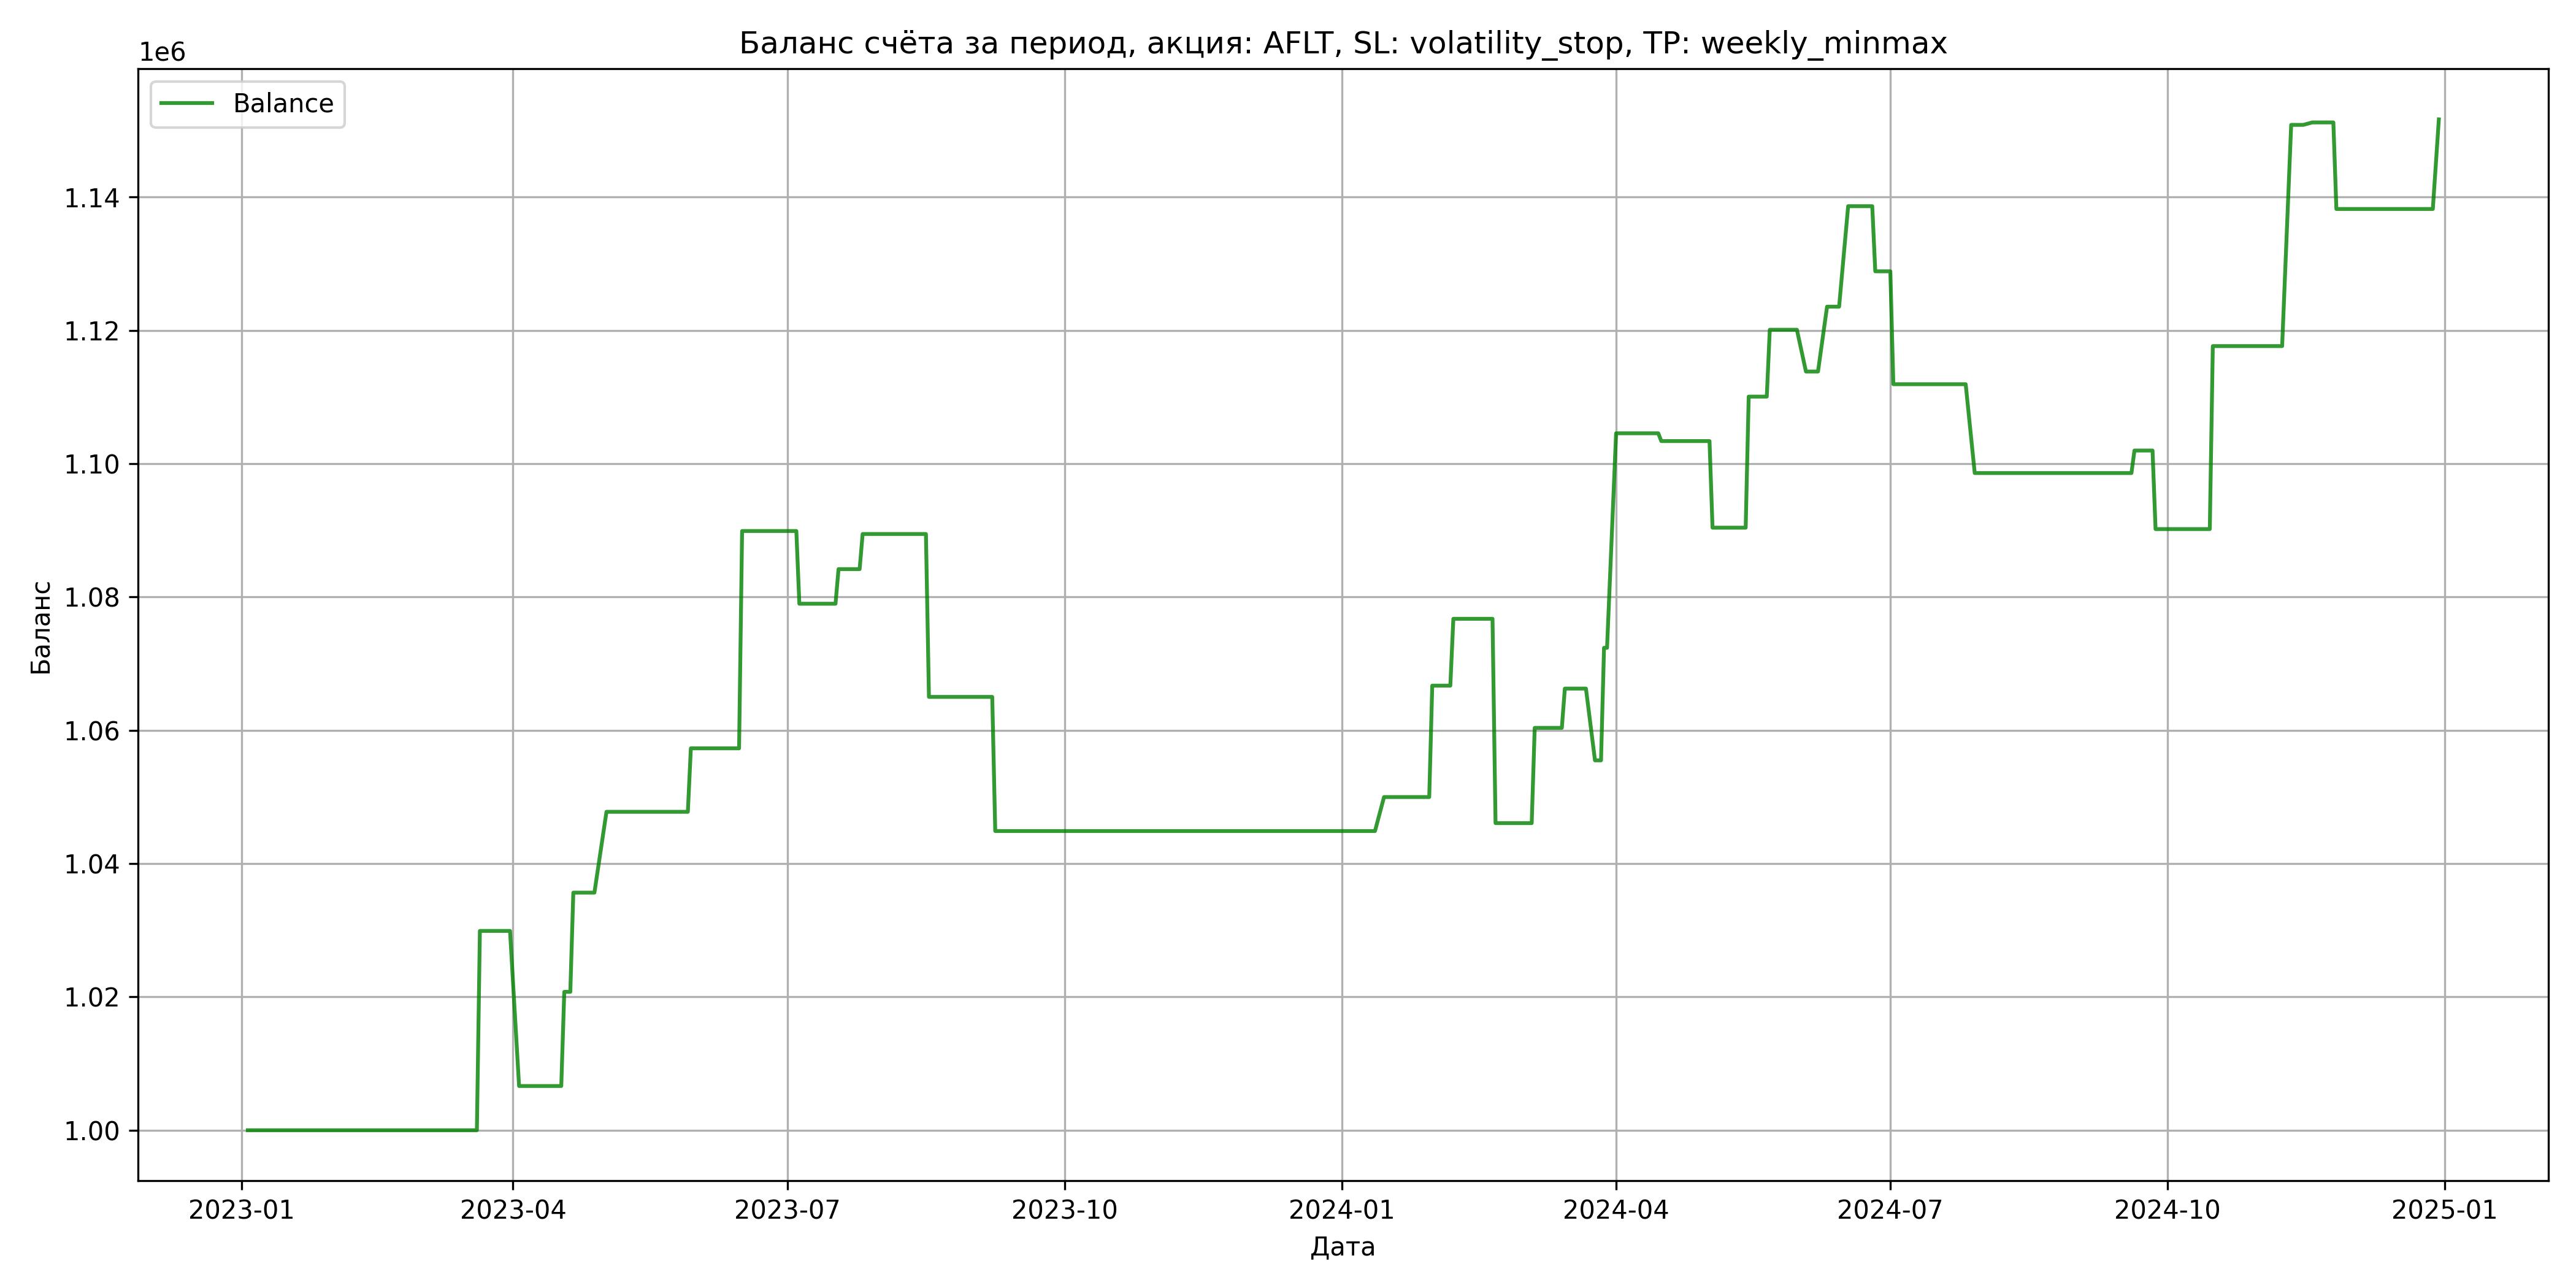 Баланс счёта за период, акция: AFLT, SL: volatility_stop, TP: weekly_minmax
1e6
Balance
1.14
1.12
1.10
1.08
1.06
1.04
1.02
1.00
Баланс
2023-01 2023-04 2023-07 2023-10 2024-01 2024-04 2024-07 2024-10 2025-01
Дата